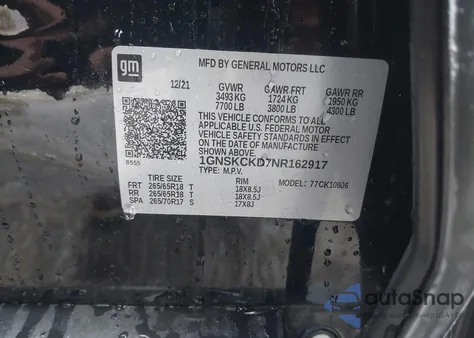 gm
MFD BY GENERAL MOTORS LLC
12/21 GVWR GAWR FRT GAWR RR
3493 KG 1724 KG 1950 KG
7700 LB 3800 LB 4300 LB
THIS VEHICLE CONFORMS TO ALL
APPLICABLE U.S. FEDERAL MOTOR
VEHICLE SAFETY STANDARDS IN EFFECT
ON THE DATE OF MANUFACTURE
SHOWN ABOVE.
8555
1GNSKCKD7NR162917
TYPE: M.P.V. MODEL: 77CK10906
TIRE SIZE RIM
FRT 265/65R18 T 18X8.5J
RR 265/65R18 T 18X8.5J
SPA 265/70R17 S 17X8J
autoSnap